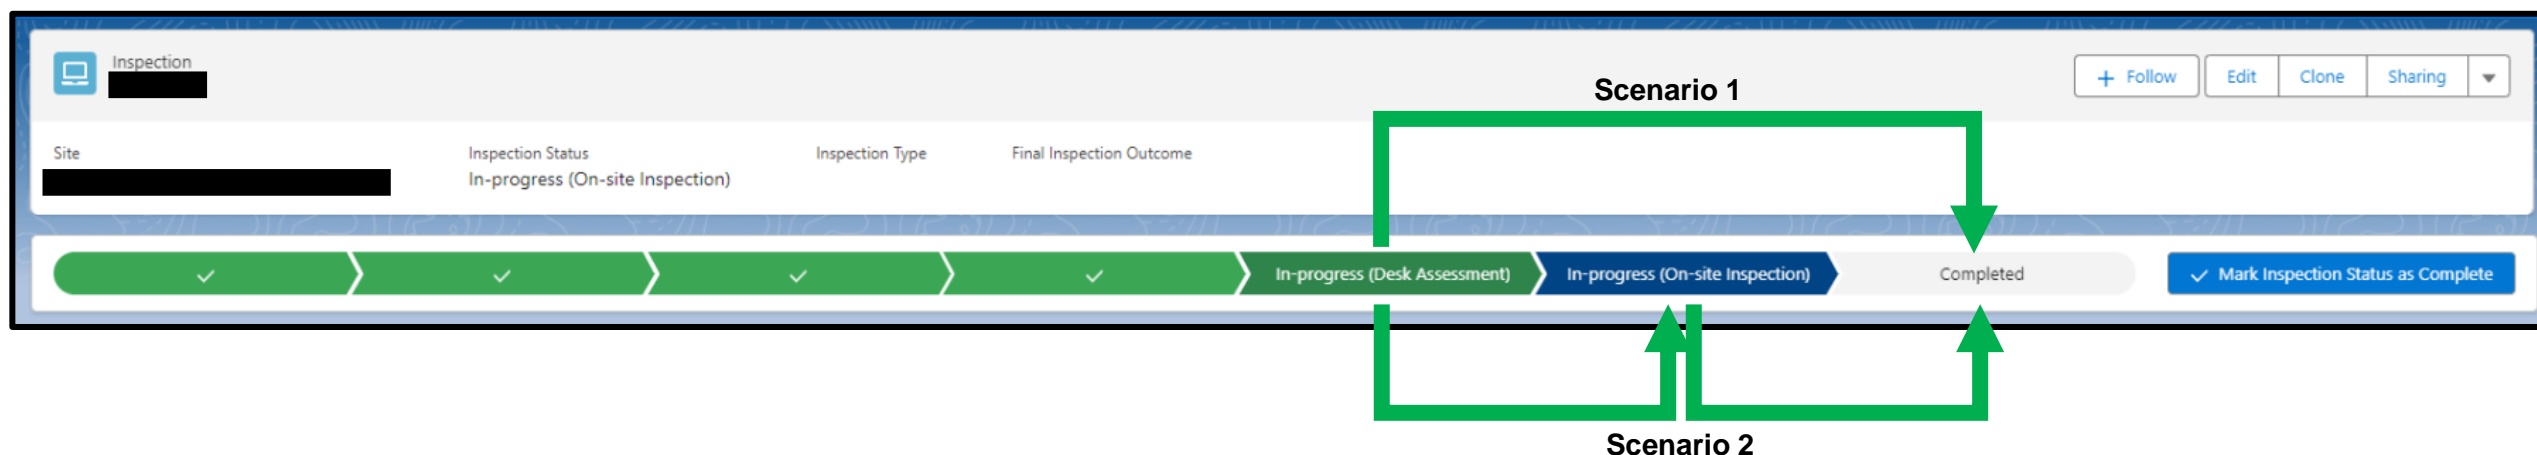 Inspection
Scenario 1
+ Follow
Edit
Clone
Sharing
Site
Inspection Status
Inspection Type
Final Inspection Outcome
In-progress (On-site Inspection)
In-progress (Desk Assessment)
In-progress (On-site Inspection)
Completed
Mark Inspection Status as Complete
Scenario 2